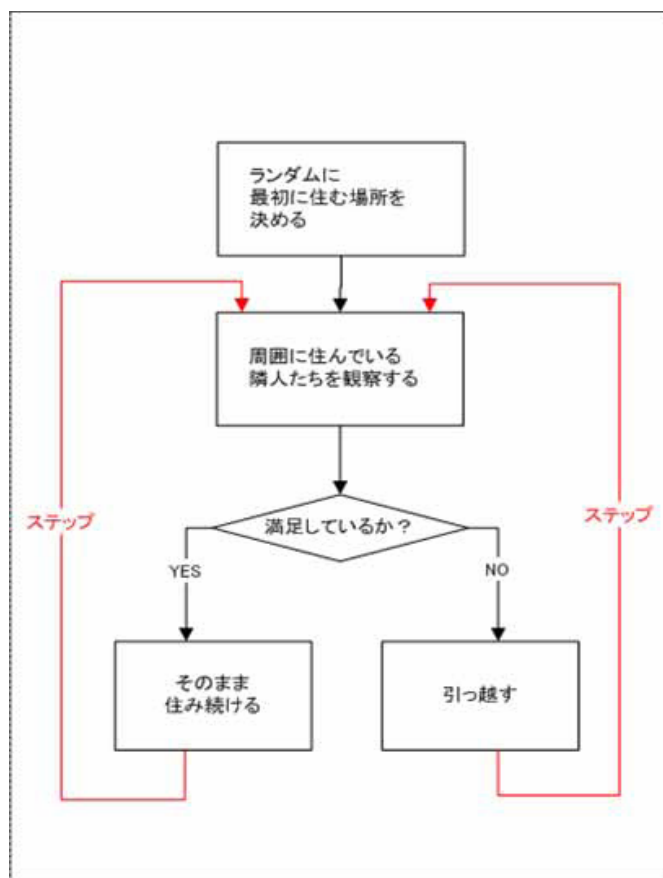 ランダムに
最初に住む場所を
決める
周囲に住んでいる
隣人たちを観察する
満足しているか？
ステップ
ステップ
YES
NO
そのまま
住み続ける
引っ越す